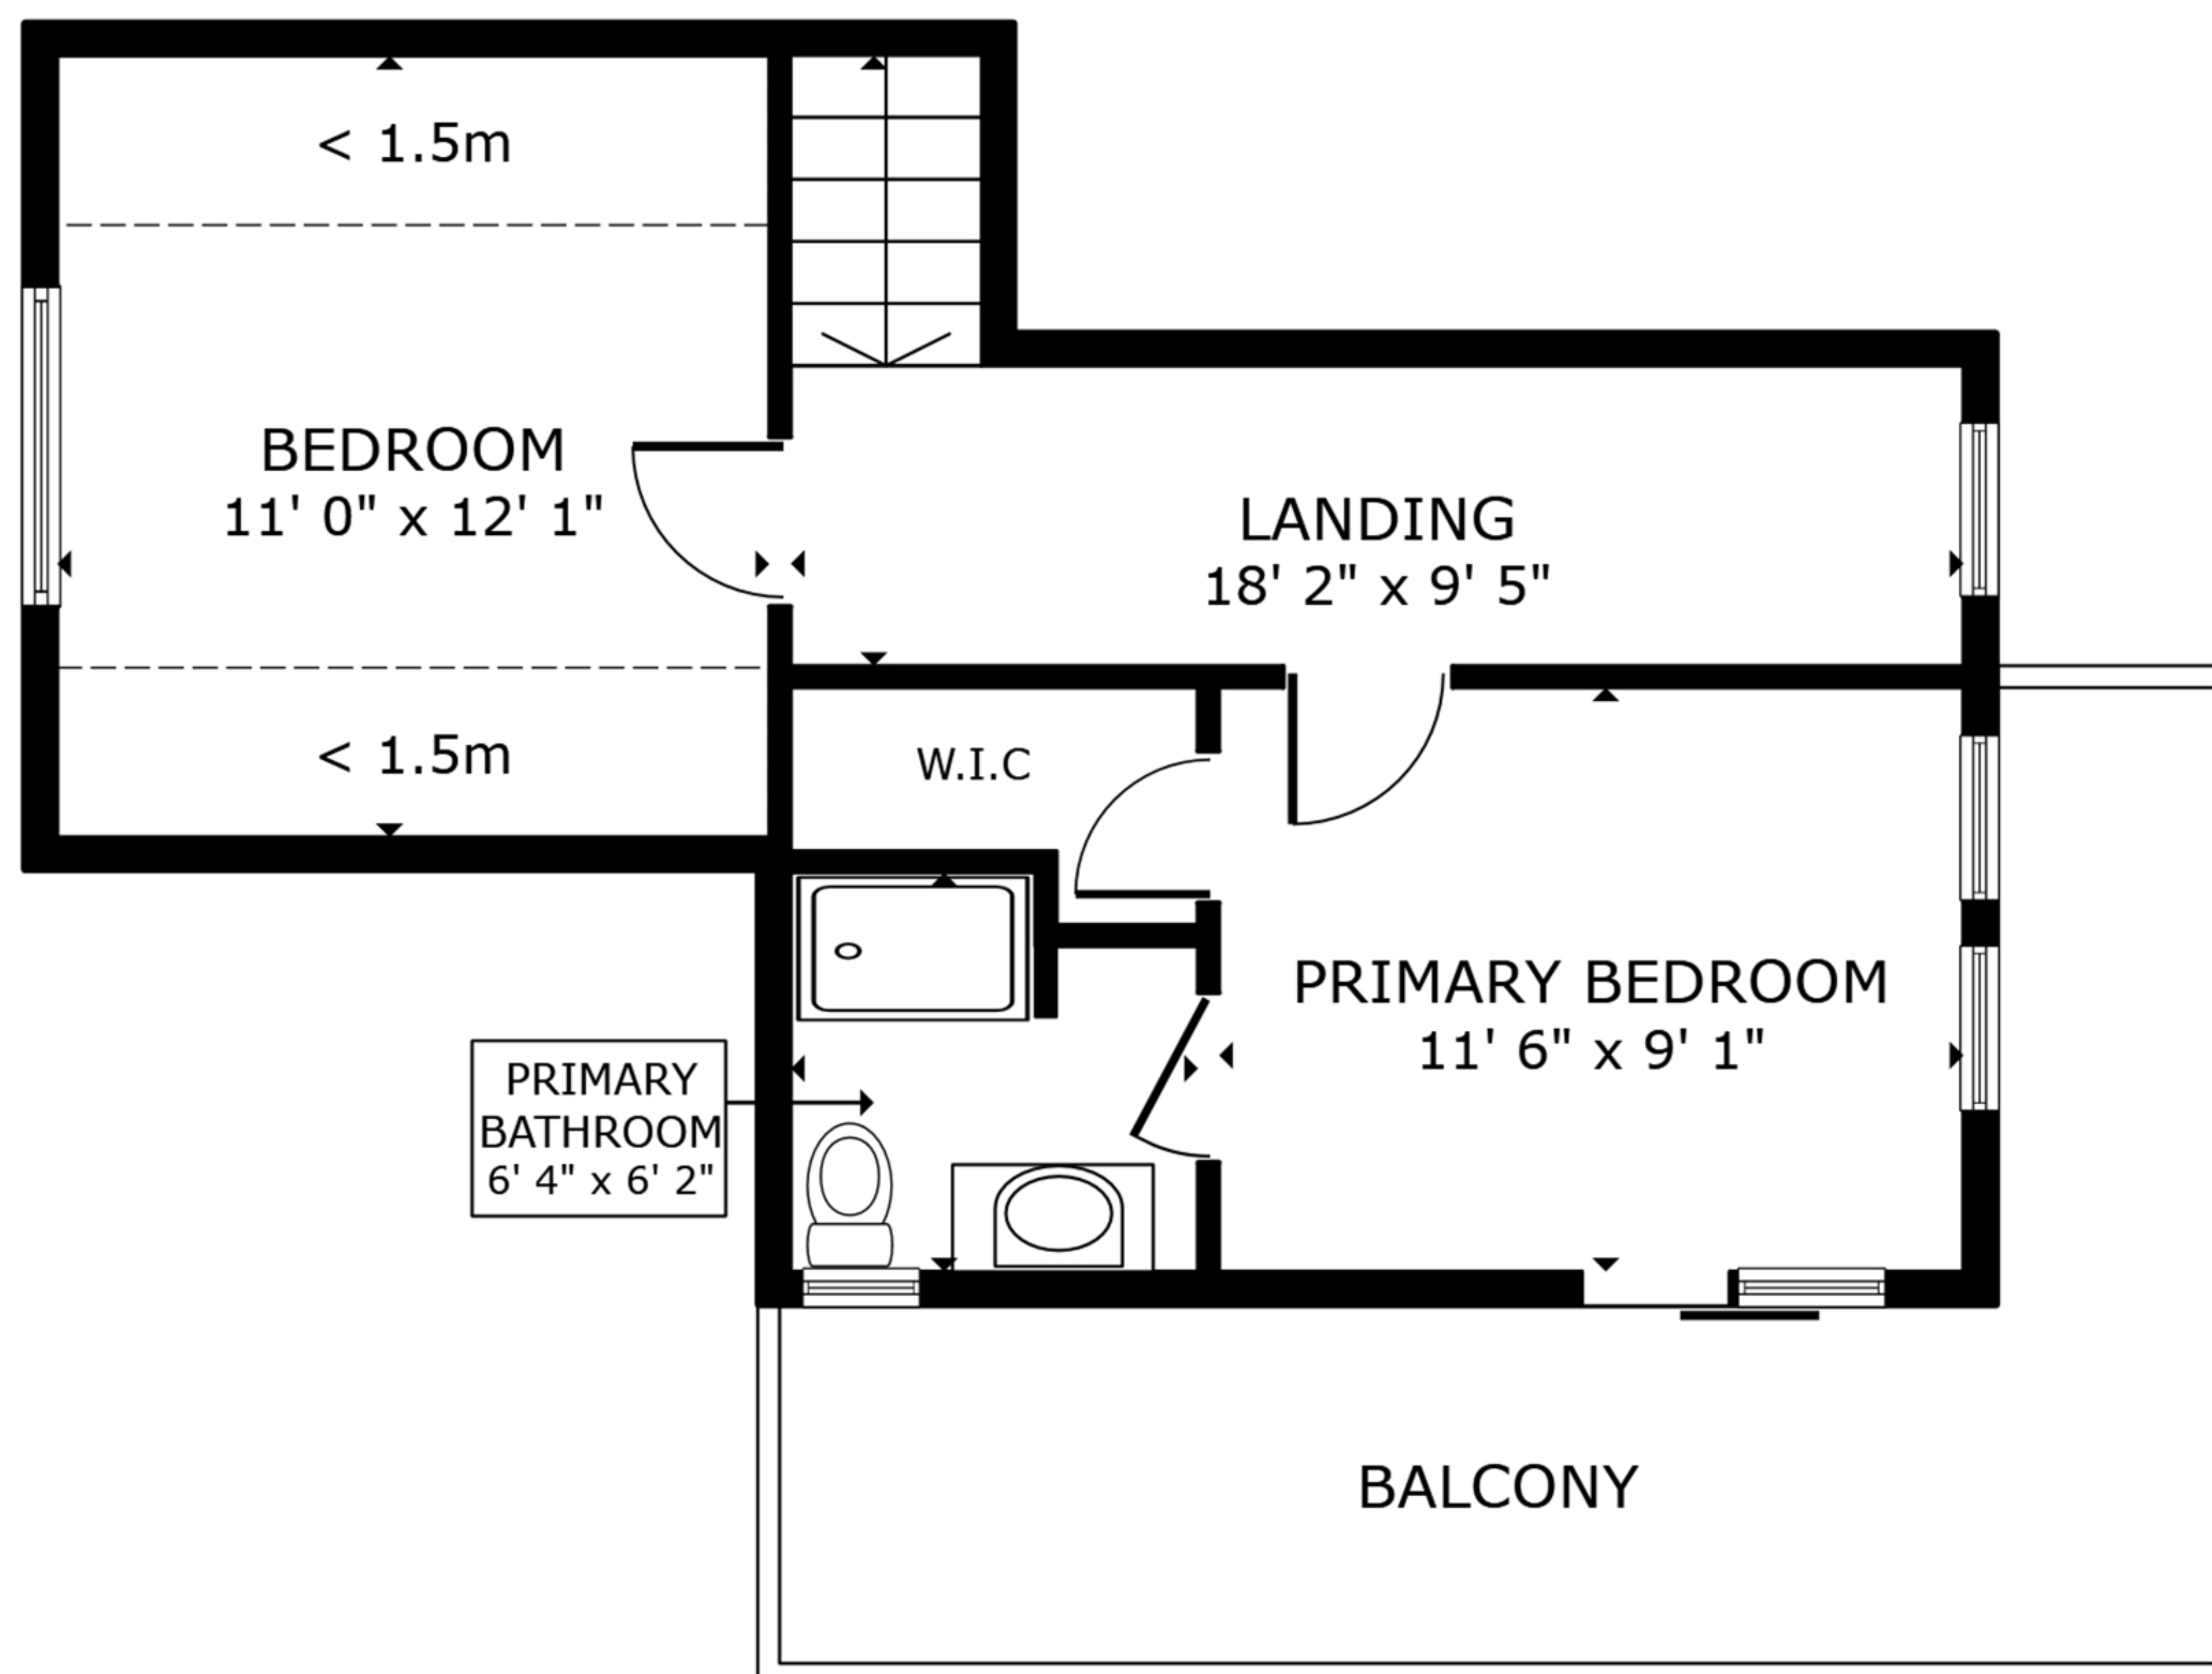 < 1.5m
BEDROOM
11' 0" x 12' 1"
< 1.5m
LANDING
18' 2" x 9' 5"
W.I.C
PRIMARY BEDROOM
11' 6" x 9' 1"
PRIMARY
BATHROOM
6' 4" x 6' 2"
BALCONY